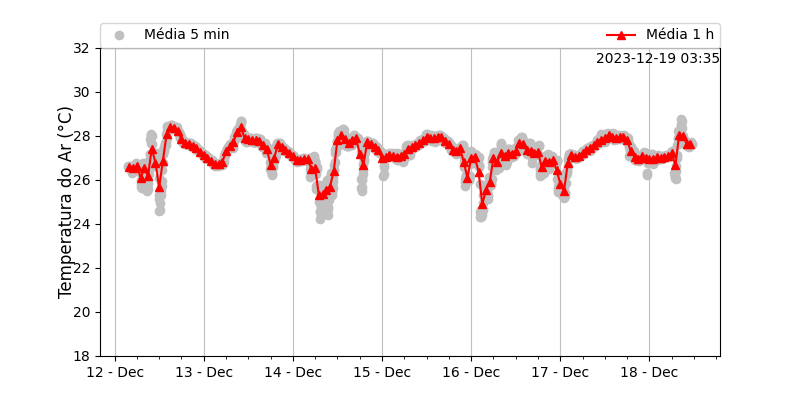 Média 5 min
Média 1 h
2023-12-19 03:35
Temperatura do Ar (°C)
32
30
28
26
24
22
20
18
12 - Dec
13 - Dec
14 - Dec
15 - Dec
16 - Dec
17 - Dec
18 - Dec